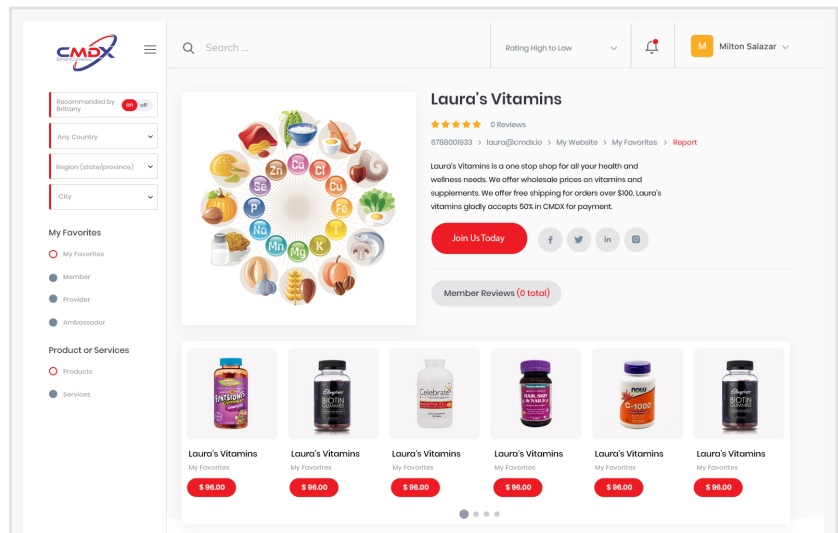 CMDX
Search ...
Rating High to Low
M
Milton Salazar
Recommended by
Brittany
on off
Any Country
Region (state/province)
City
My Favorites
My Favorites
Member
Provider
Ambassador
Product or Services
Products
Services
Zn
Ca
Cl
Cu
Fe
I
K
Mg
Mn
Na
P
Se
Laura's Vitamins
0 Reviews
6788001933 > laura@cmdx.io > My Website > My Favorites > Report
Laura's Vitamins is a one stop shop for all your health and
wellness needs. We offer wholesale prices on vitamins and
supplements. We offer free shipping for orders over $100. Laura's
vitamins gladly accepts 50% in CMDX for payment.
Join Us Today
f
in
Member Reviews (0 total)
FLINTSTONES
COMPLETE
BIOTIN
GUMMIES
Celebrate
HAIR, SKIN
& NAILS
NOW
C-1000
BIOTIN
GUMMIES
Laura's Vitamins
My Favorites
$ 96.00
Laura's Vitamins
My Favorites
$ 96.00
Laura's Vitamins
My Favorites
$ 96.00
Laura's Vitamins
My Favorites
$ 96.00
Laura's Vitamins
My Favorites
$ 96.00
Laura's Vitamins
My Favorites
$ 96.00